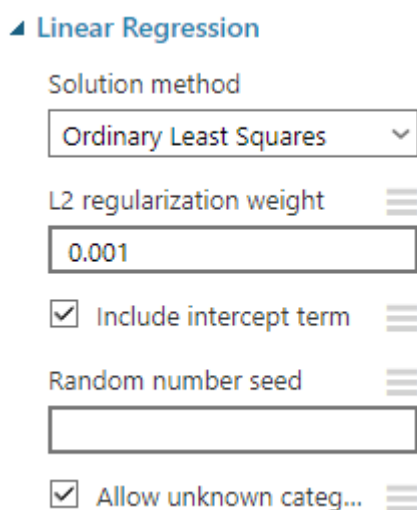 Linear Regression
Solution method
Ordinary Least Squares
L2 regularization weight
0.001
Include intercept term
Random number seed
Allow unknown categ...